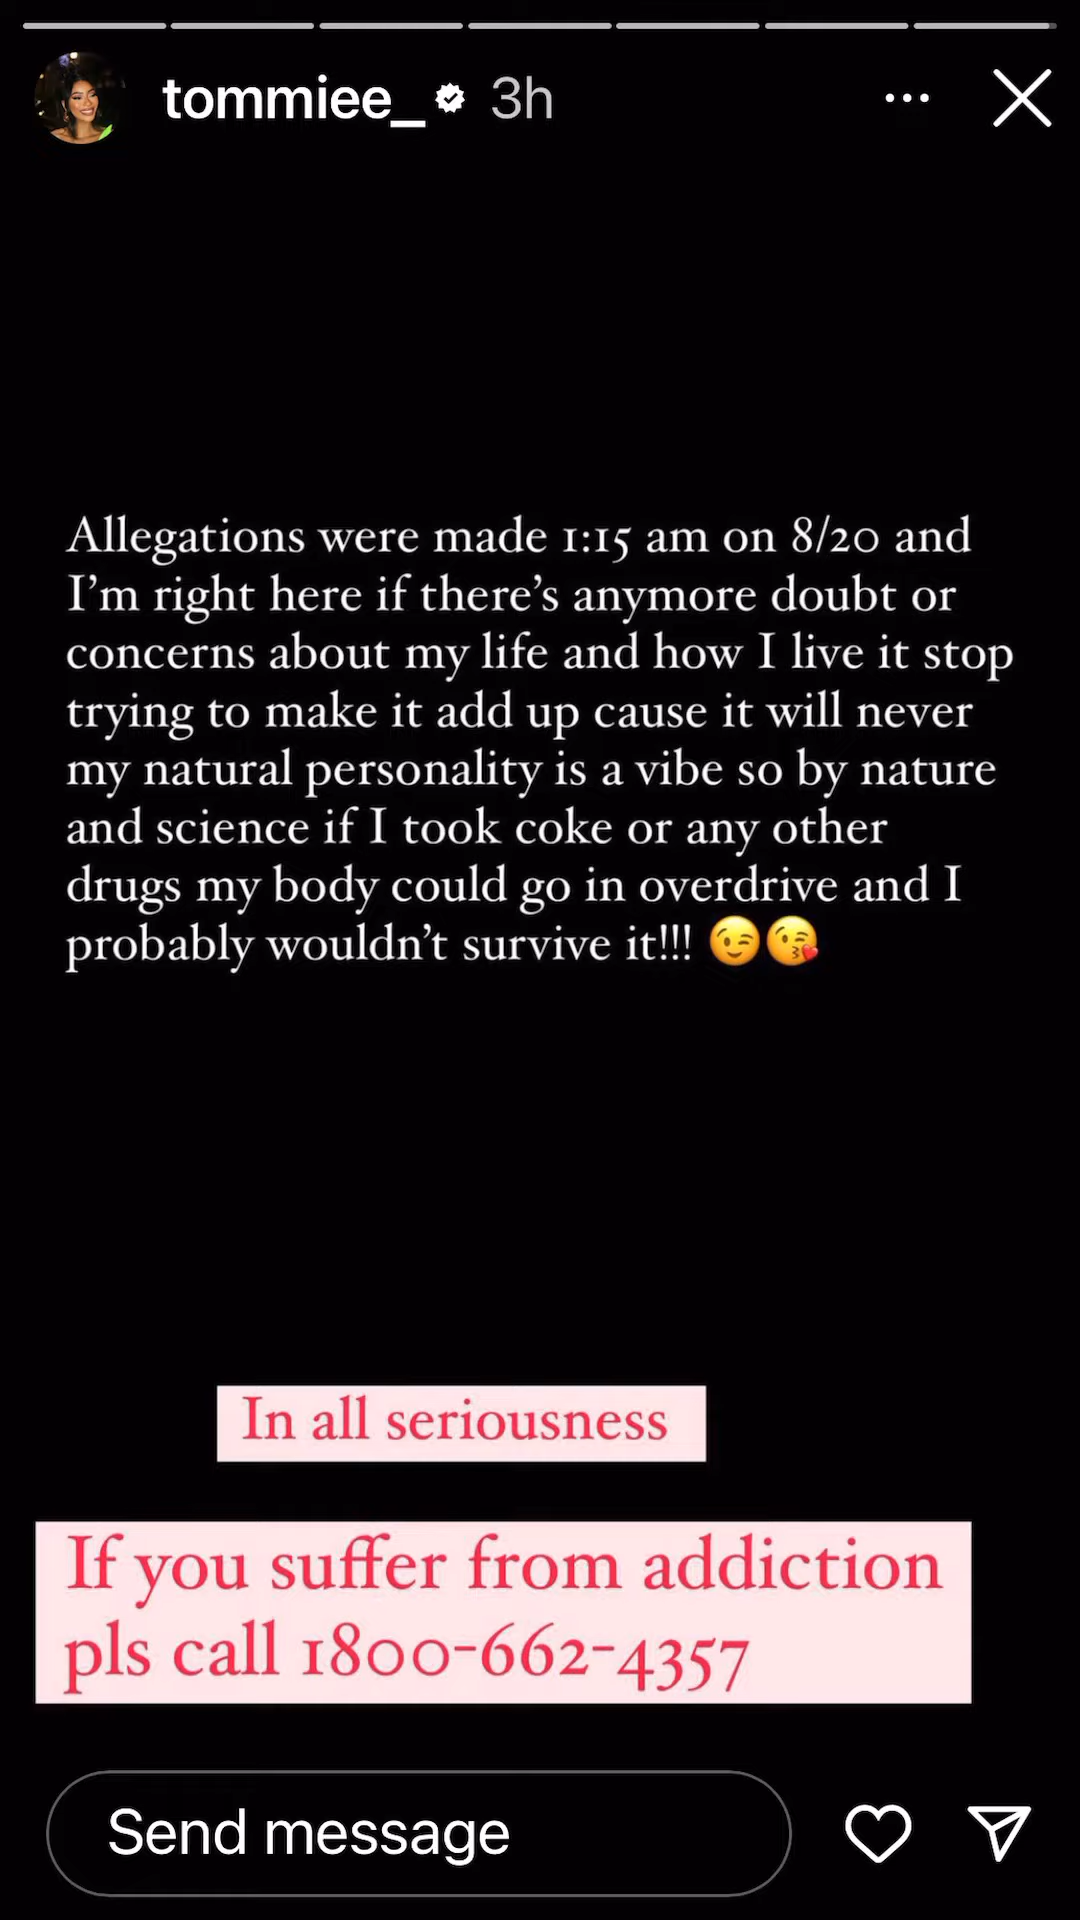 tommiee_ 3h
Allegations were made 1:15 am on 8/20 and
I’m right here if there’s anymore doubt or
concerns about my life and how I live it stop
trying to make it add up cause it will never
my natural personality is a vibe so by nature
and science if I took coke or any other
drugs my body could go in overdrive and I
probably wouldn’t survive it!!! 😉😘
In all seriousness
If you suffer from addiction
pls call 1800-662-4357
Send message